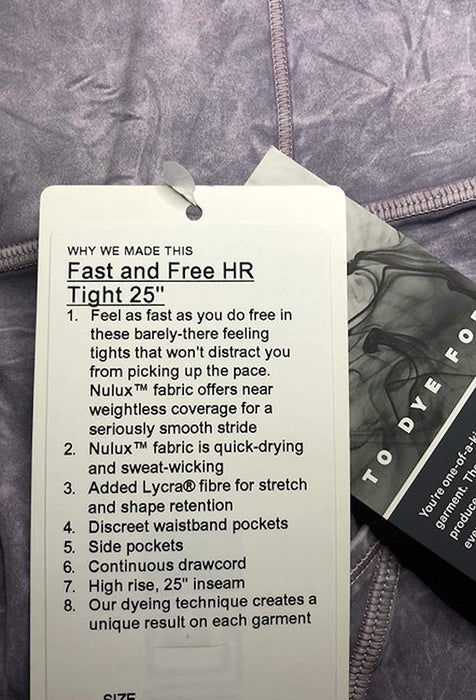 WHY WE MADE THIS
Fast and Free HR
Tight 25"
1. Feel as fast as you do free in
these barely-there feeling
tights that won't distract you
from picking up the pace.
Nulux™ fabric offers near
weightless coverage for a
seriously smooth stride
2. Nulux™ fabric is quick-drying
and sweat-wicking
3. Added Lycra® fibre for stretch
and shape retention
4. Discreet waistband pockets
5. Side pockets
6. Continuous drawcord
7. High rise, 25" inseam
8. Our dyeing technique creates a
unique result on each garment
SIZE
TO DYE FO
You're one-of-a-k
garment. Th
produce
eve